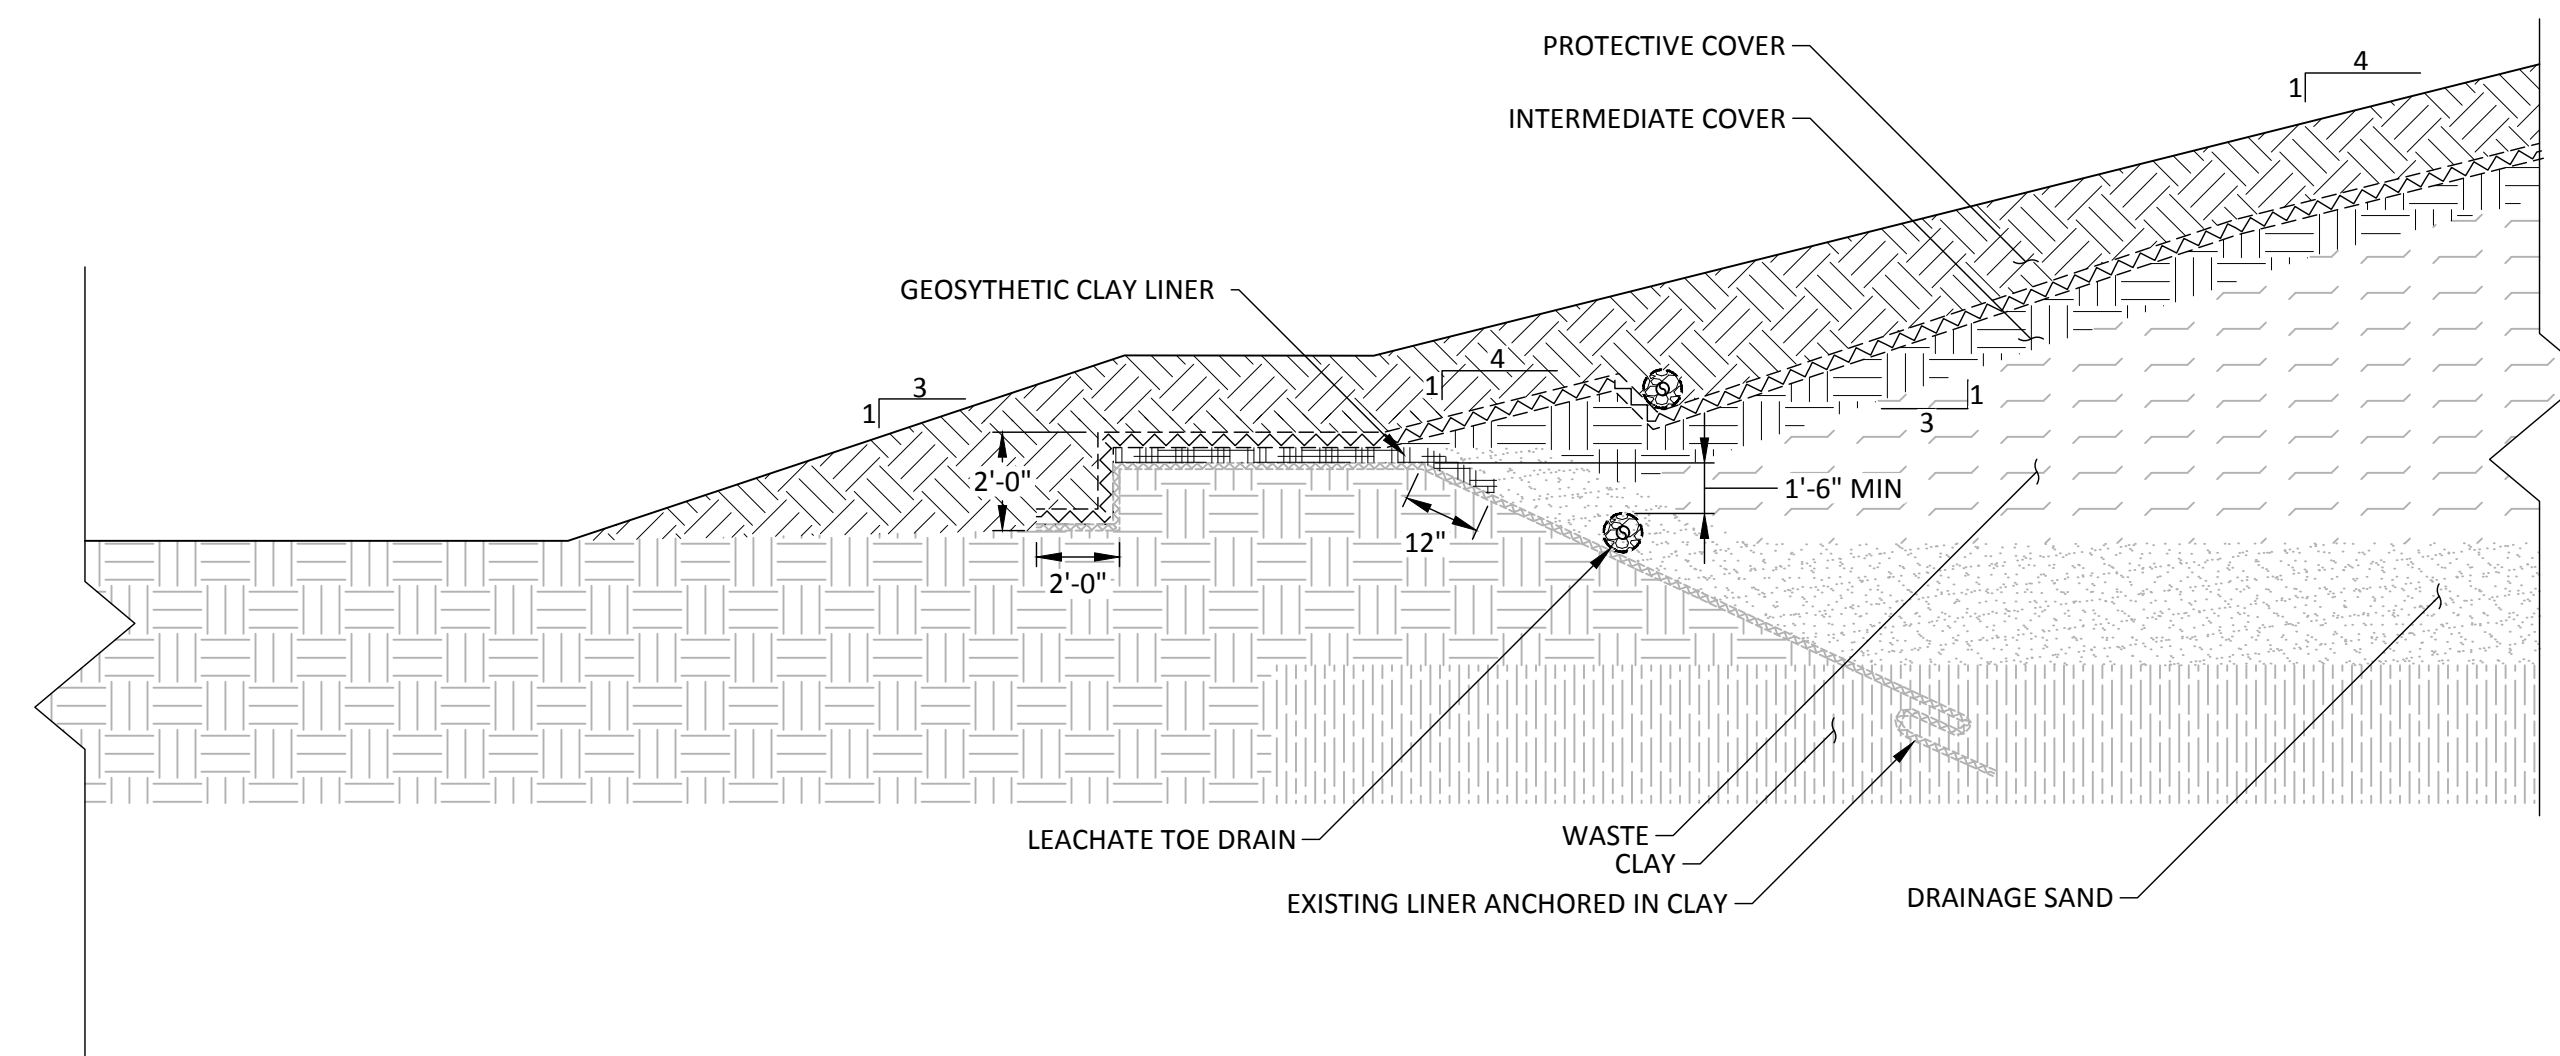 PROTECTIVE COVER
4
1
INTERMEDIATE COVER
GEOSYTHETIC CLAY LINER
4
1
3
1
1
3
2'-0"
1'-6" MIN
12"
2'-0"
LEACHATE TOE DRAIN
WASTE
CLAY
EXISTING LINER ANCHORED IN CLAY
DRAINAGE SAND